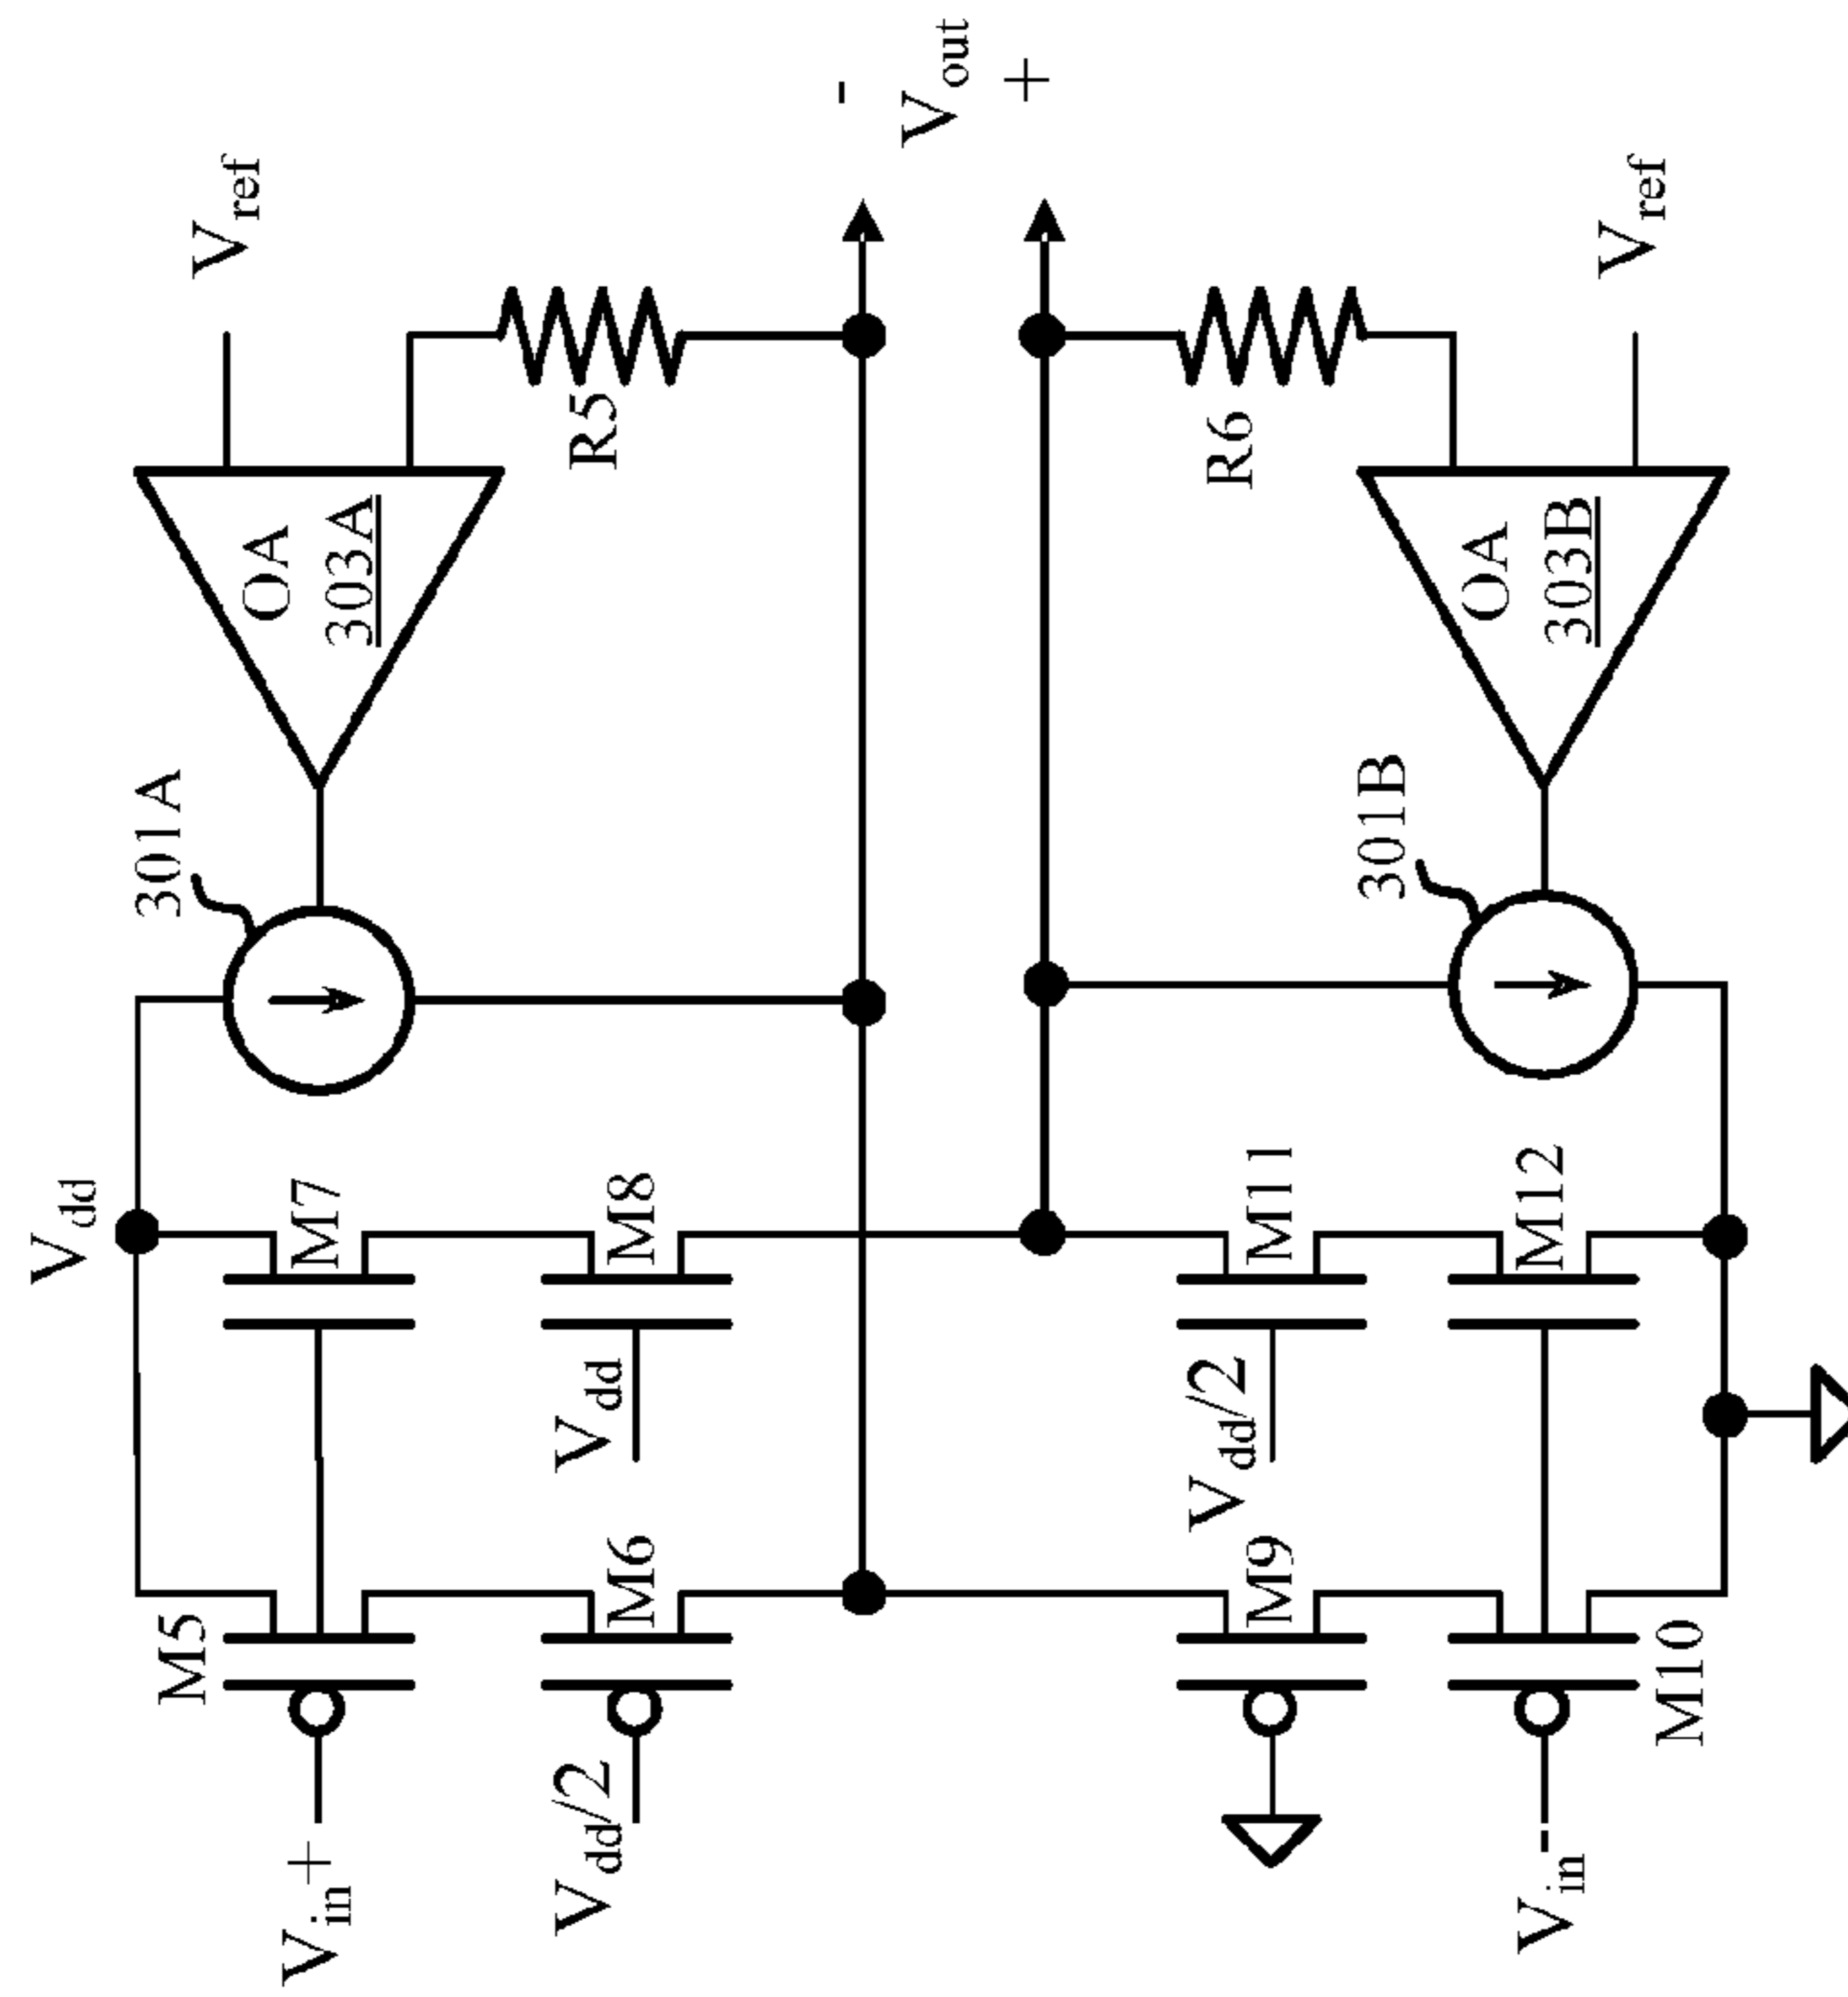 Vdd
Vref
301A
OA
303A
M5
M7
Vin+
M6
M8
Vdd/2
Vdd
R5
-
Vout
+
R6
M9
M11
Vdd/2
301B
OA
303B
Vref
M10
M12
Vin-